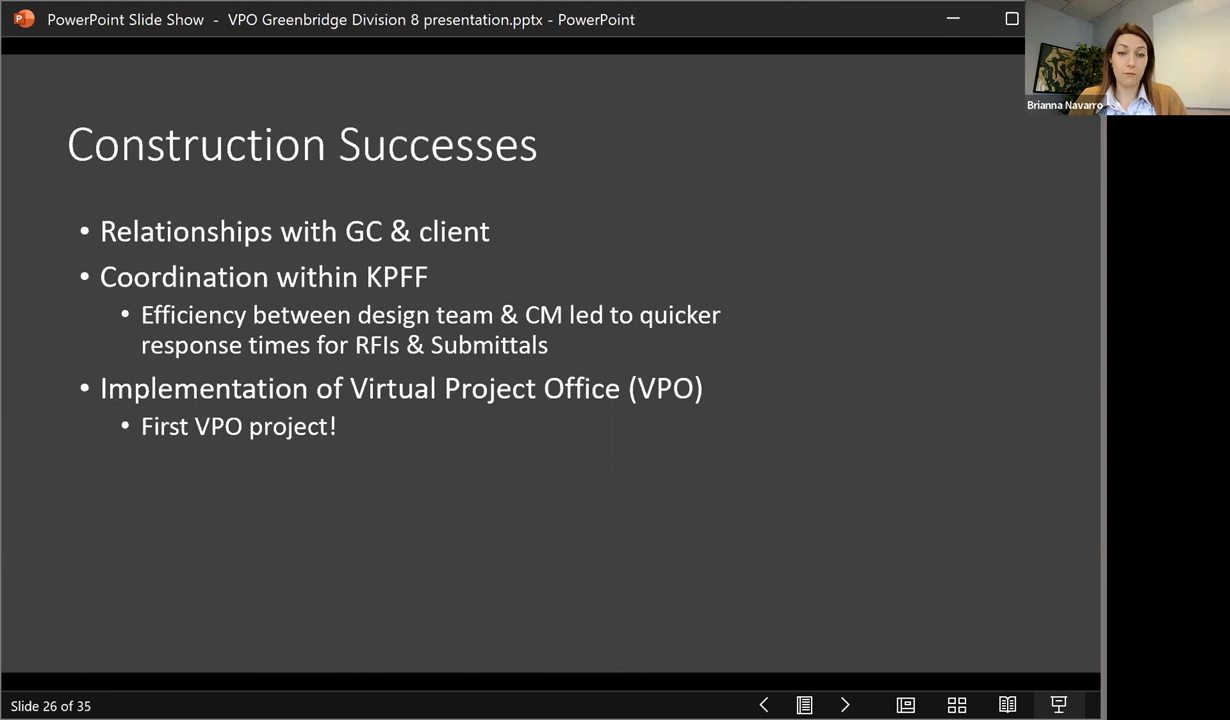 PowerPoint Slide Show - VPO Greenbridge Division 8 presentation.pptx - PowerPoint
Brianna Navarro
Construction Successes
• Relationships with GC & client
• Coordination within KPFF
• Efficiency between design team & CM led to quicker
response times for RFIs & Submittals
• Implementation of Virtual Project Office (VPO)
• First VPO project!
Slide 26 of 35